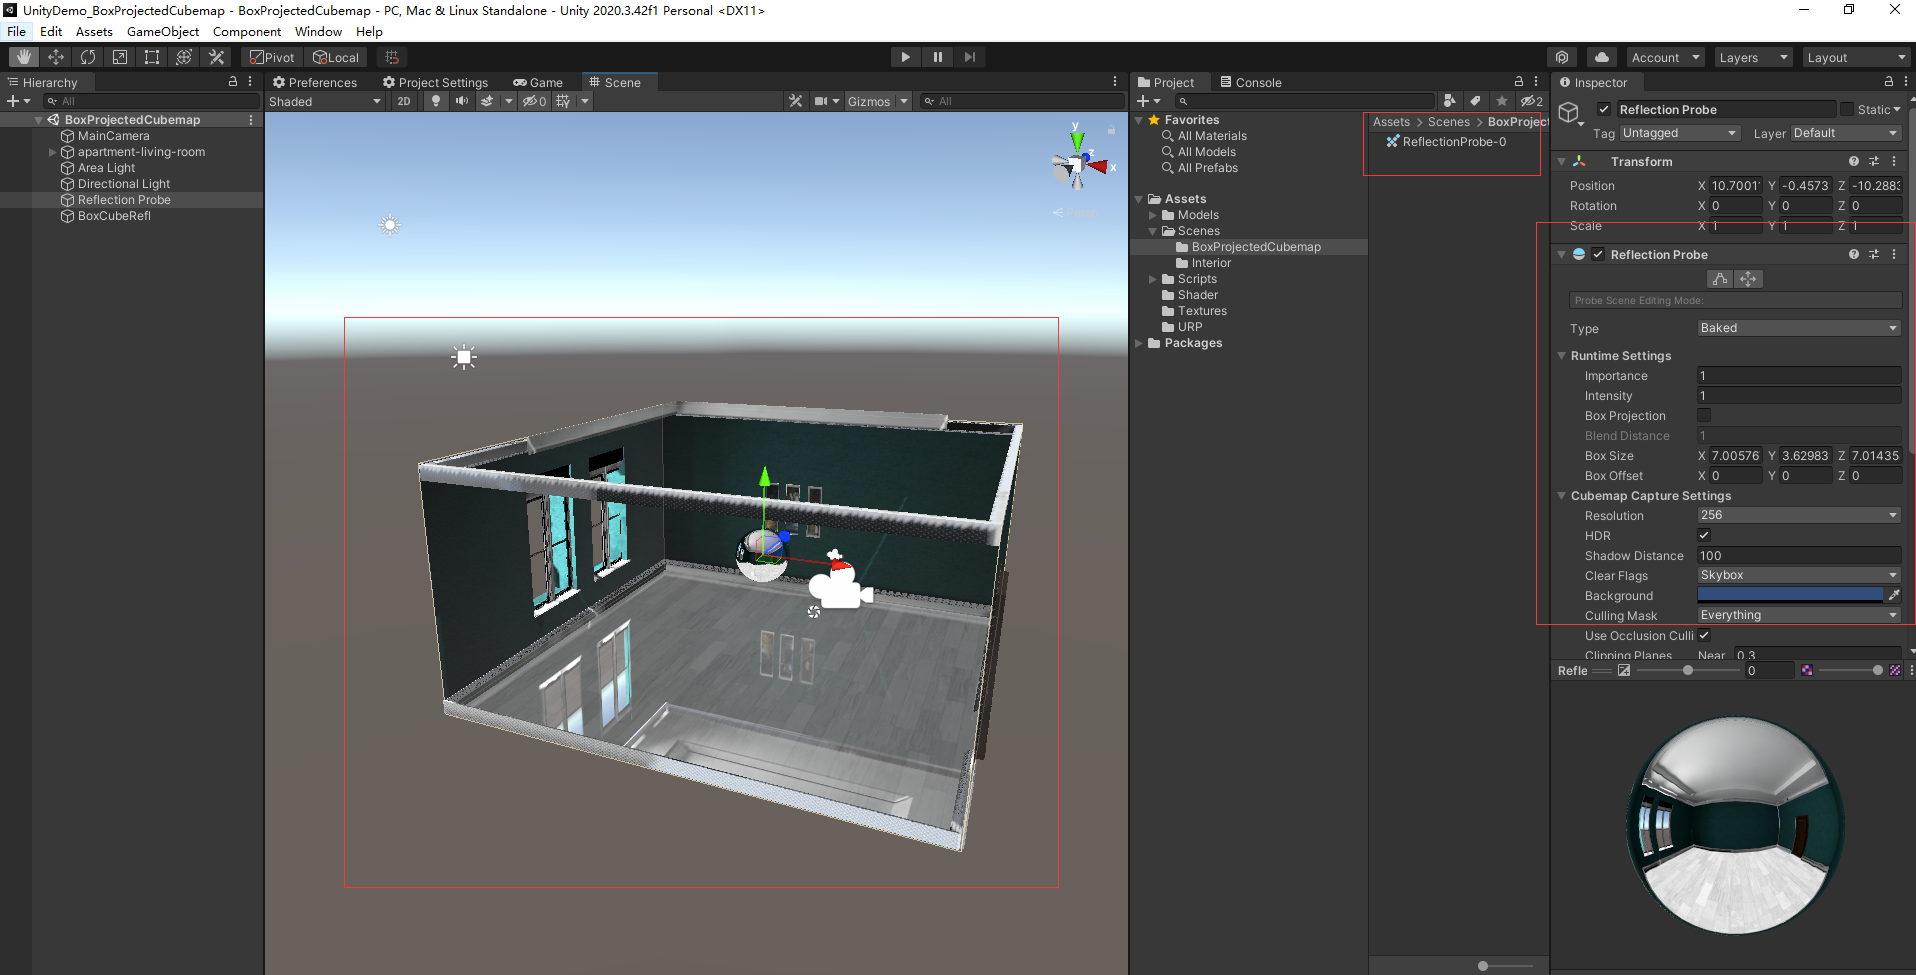 UnityDemo_BoxProjectedCubemap - BoxProjectedCubemap - PC, Mac & Linux Standalone - Unity 2020.3.42f1 Personal <DX11>
File Edit Assets GameObject Component Window Help
Pivot Local Account Layers Layout
Hierarchy
All
BoxProjectedCubemap
MainCamera
apartment-living-room
Area Light
Directional Light
Reflection Probe
BoxCubeRefl
Preferences Project Settings Game Scene
Shaded 2D 0 Gizmos All
y
z
x
Project Console
2
Favorites
All Materials
All Models
All Prefabs
Assets
Models
Scenes
BoxProjectedCubemap
Interior
Scripts
Shader
Textures
URP
Packages
Assets > Scenes > BoxProject
ReflectionProbe-0
Inspector
Reflection Probe Static
Tag Untagged Layer Default
Transform
Position X 10.7001 Y -0.4573 Z -10.288
Rotation X 0 Y 0 Z 0
Scale X 1 Y 1 Z 1
Reflection Probe
Probe Scene Editing Mode:
Type Baked
Runtime Settings
Importance 1
Intensity 1
Box Projection
Blend Distance 1
Box Size X 7.00576 Y 3.62983 Z 7.01435
Box Offset X 0 Y 0 Z 0
Cubemap Capture Settings
Resolution 256
HDR
Shadow Distance 100
Clear Flags Skybox
Background
Culling Mask Everything
Use Occlusion Culli
Clipping Planes Near 0.3
Refle 0